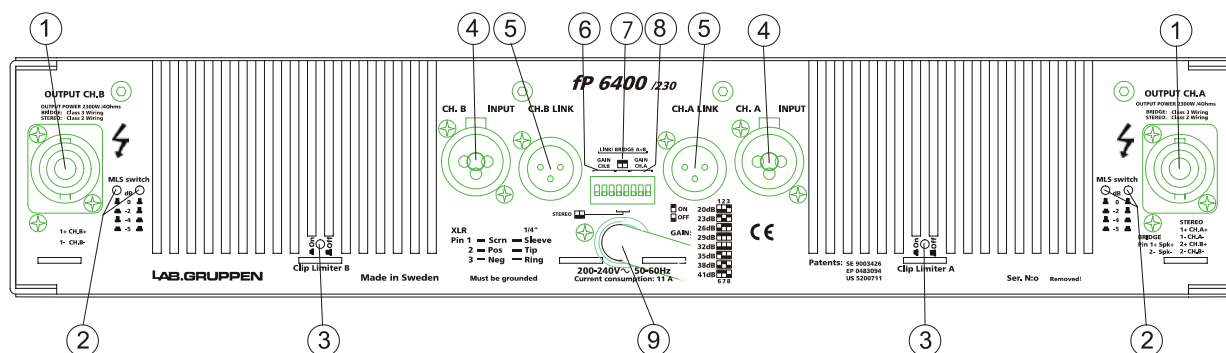 1
4
5
6
7
8
5
4
1
fP 6400 /230
OUTPUT CH.B
OUTPUT POWER 2300W /4Ohms
BRIDGE: Class 3 Wiring
STEREO: Class 2 Wiring
MLS switch
dB
0
-2
-4
-5
1+ CH.B+
1- CH.B-
CH. B INPUT
CH.B LINK
LINK/ BRIDGE A+B
GAIN
CH.B
GAIN
CH.A
CH.A LINK
CH. A INPUT
STEREO
ON
OFF
GAIN:
1 2 3
20dB
23dB
26dB
29dB
32dB
35dB
38dB
41dB
6 7 8
XLR 1/4"
Pin 1 Scrn Sleeve
2 Pos Tip
3 Neg Ring
Must be grounded
200-240V~ 50-60Hz
Current consumption: 11 A
CE
LAB.GRUPPEN
On
Off
Clip Limiter B
Made in Sweden
Patents: SE 9003426
EP 0483094
US 5200711
On
Off
Clip Limiter A
Ser. N:o Removed!
OUTPUT CH.A
OUTPUT POWER 2300W /4Ohms
BRIDGE: Class 3 Wiring
STEREO: Class 2 Wiring
MLS switch
dB
0
-2
-4
-5
BRIDGE
Pin 1+ Spk+
2- Spk-
STEREO
1+ CH.A+
1- CH.A-
2+ CH.B+
2- CH.B-
2
3
9
3
2